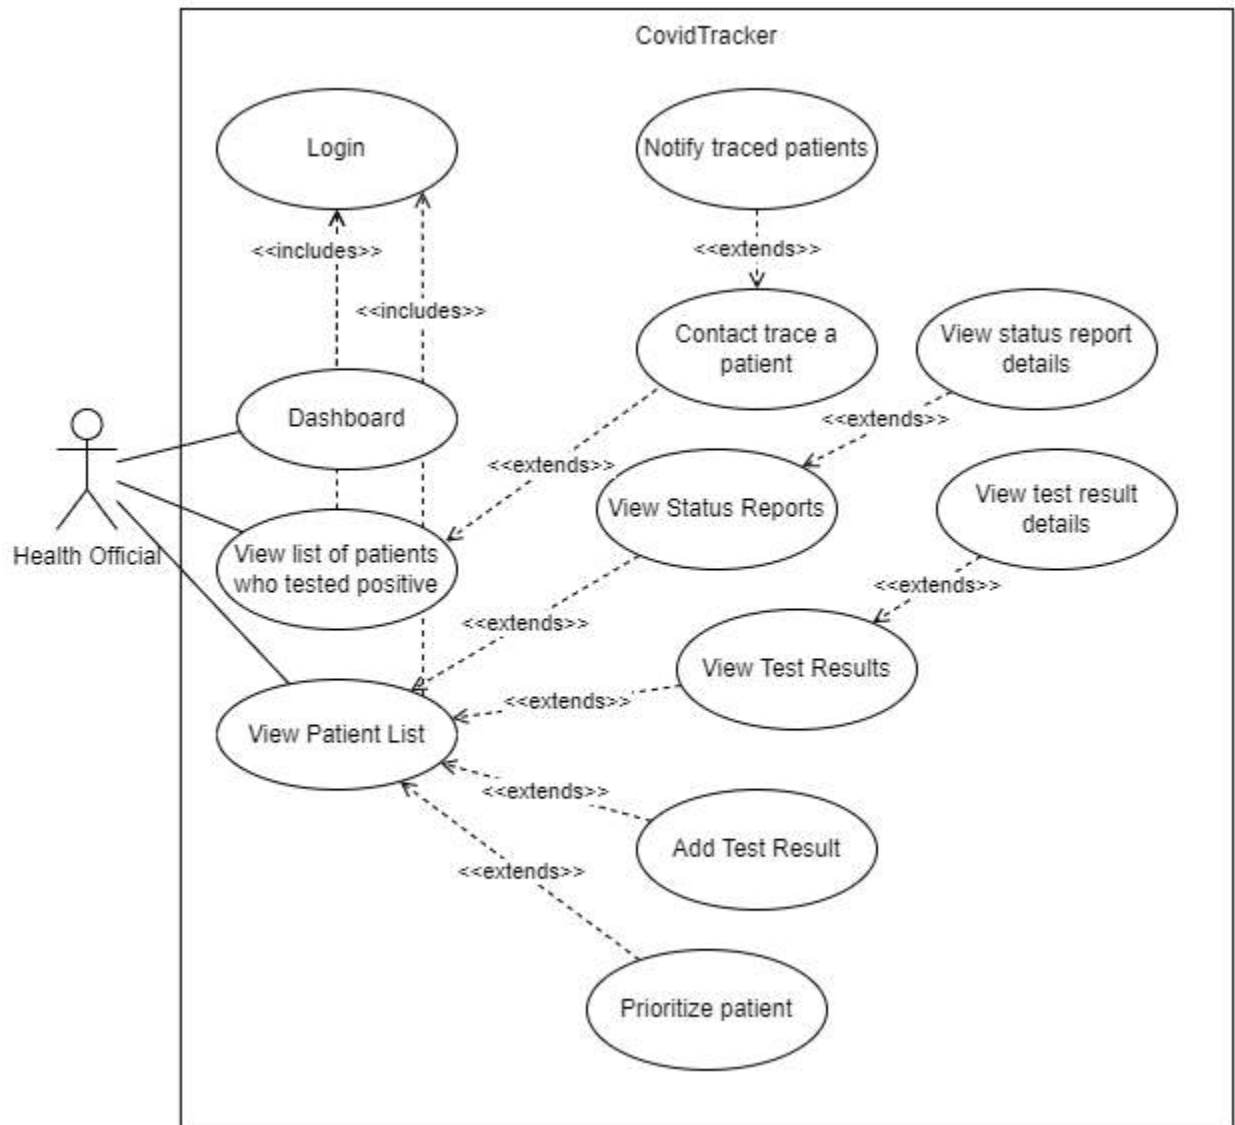 CovidTracker
Login
Notify traced patients
<<includes>>
<<extends>>
<<includes>>
Contact trace a
patient
View status report
details
Dashboard
<<extends>>
<<extends>>
View Status Reports
View test result
details
Health Official
View list of patients
who tested positive
<<extends>>
<<extends>>
View Test Results
<<extends>>
View Patient List
<<extends>>
Add Test Result
<<extends>>
Prioritize patient